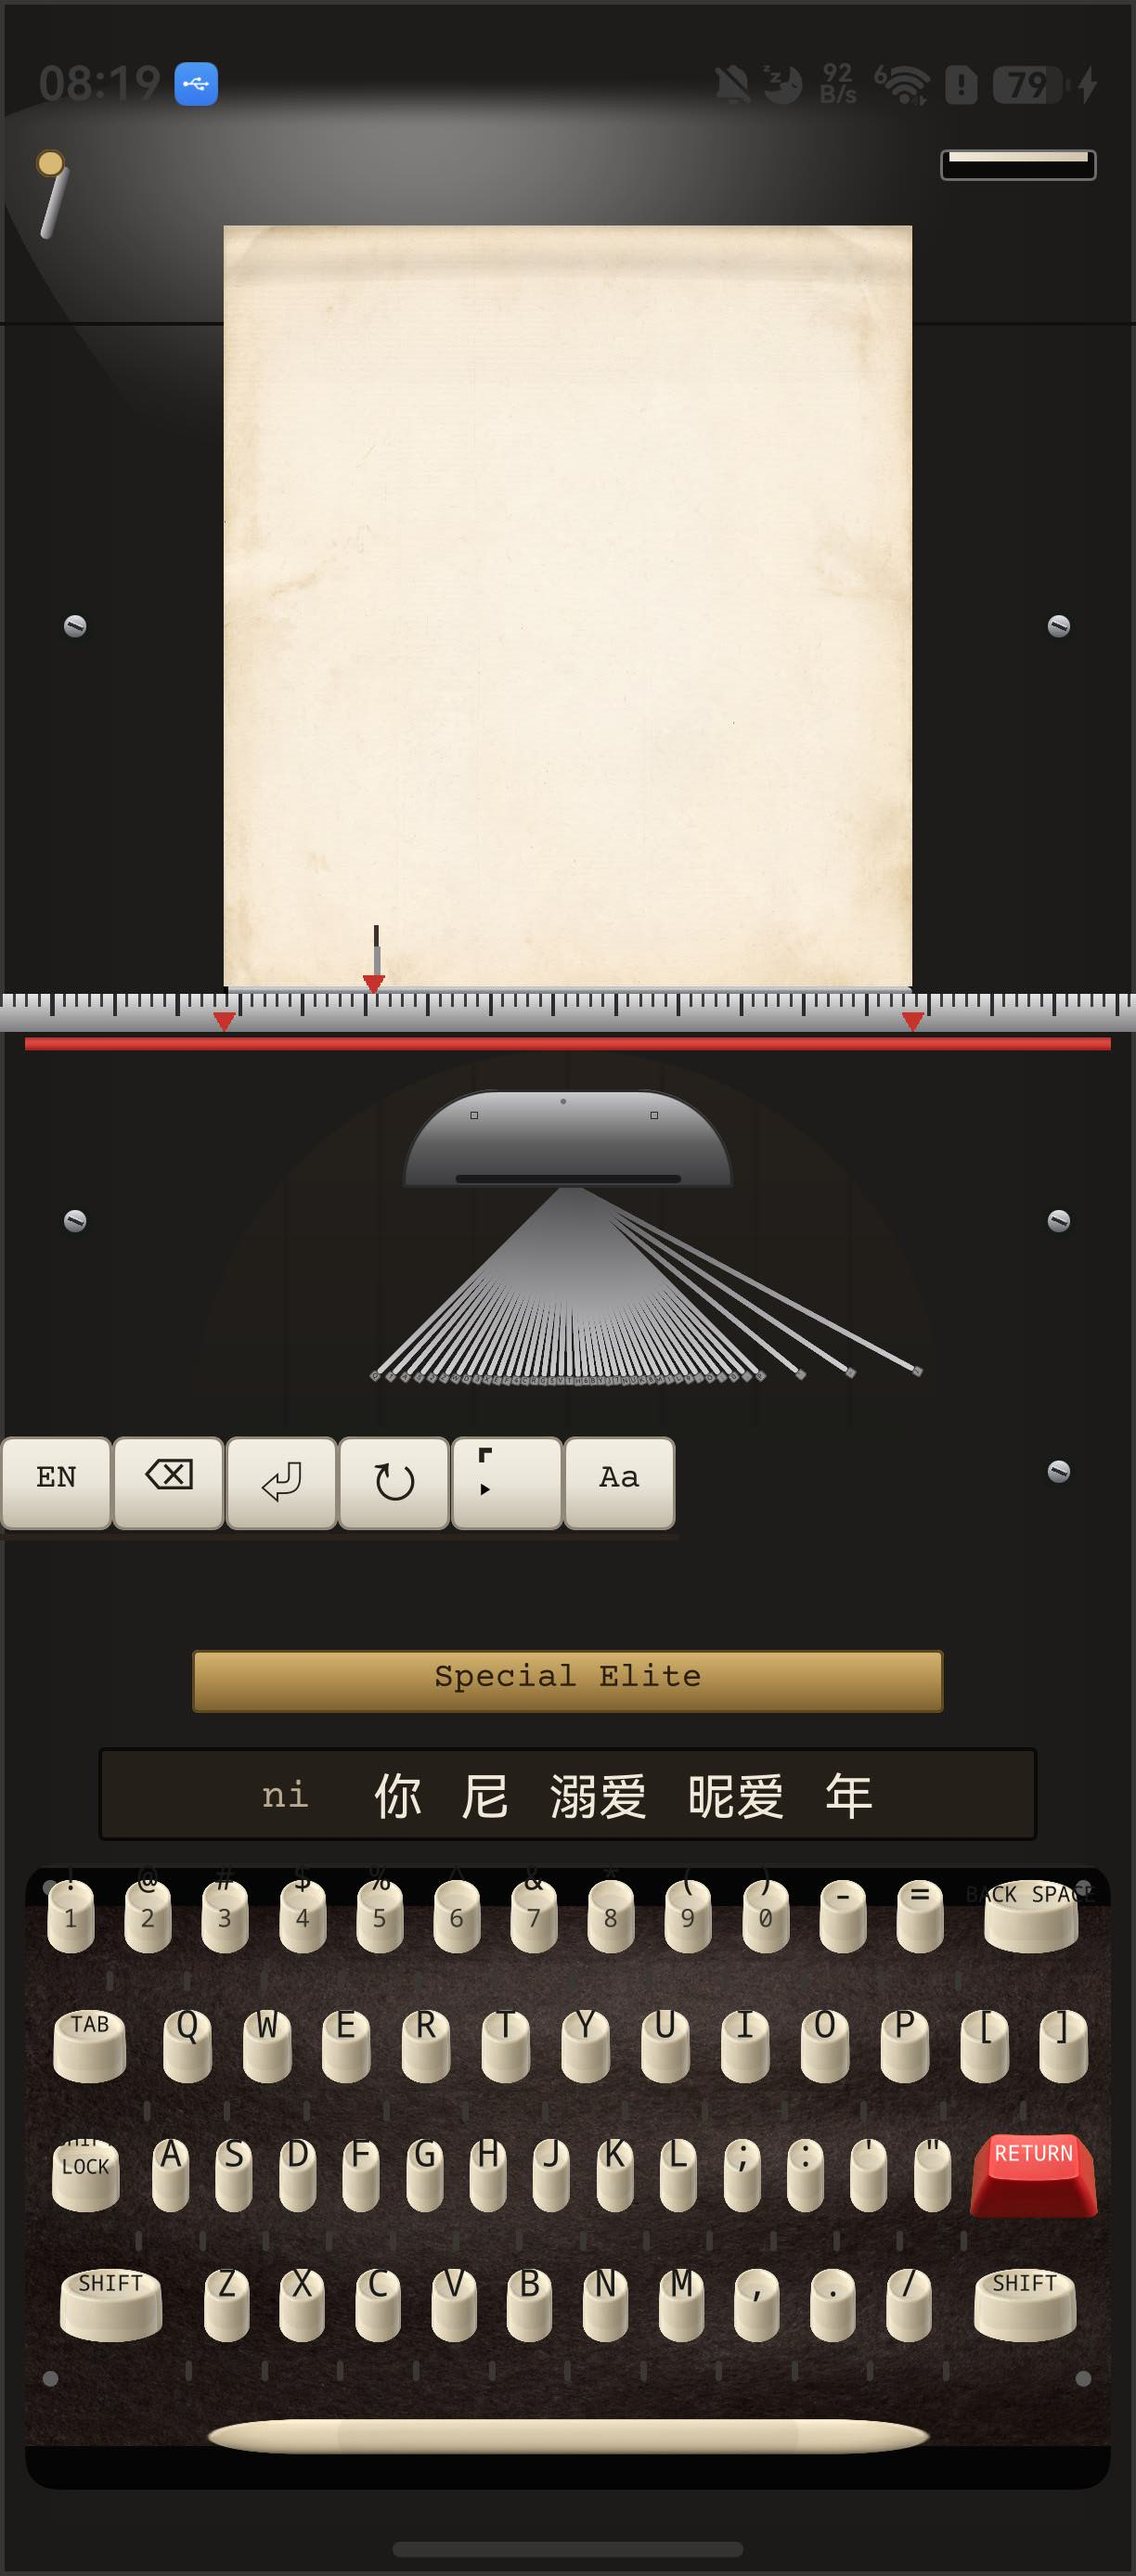 08:19 92 B/s 6 79
EN Aa
Special Elite
ni 你 尼 溺爱 昵爱 年
! @ # $ % ^ & * ( )
1 2 3 4 5 6 7 8 9 0 - = BACK SPACE
TAB Q W E R T Y U I O P [ ]
LOCK A S D F G H J K L ; : ' " RETURN
SHIFT Z X C V B N M , . / SHIFT